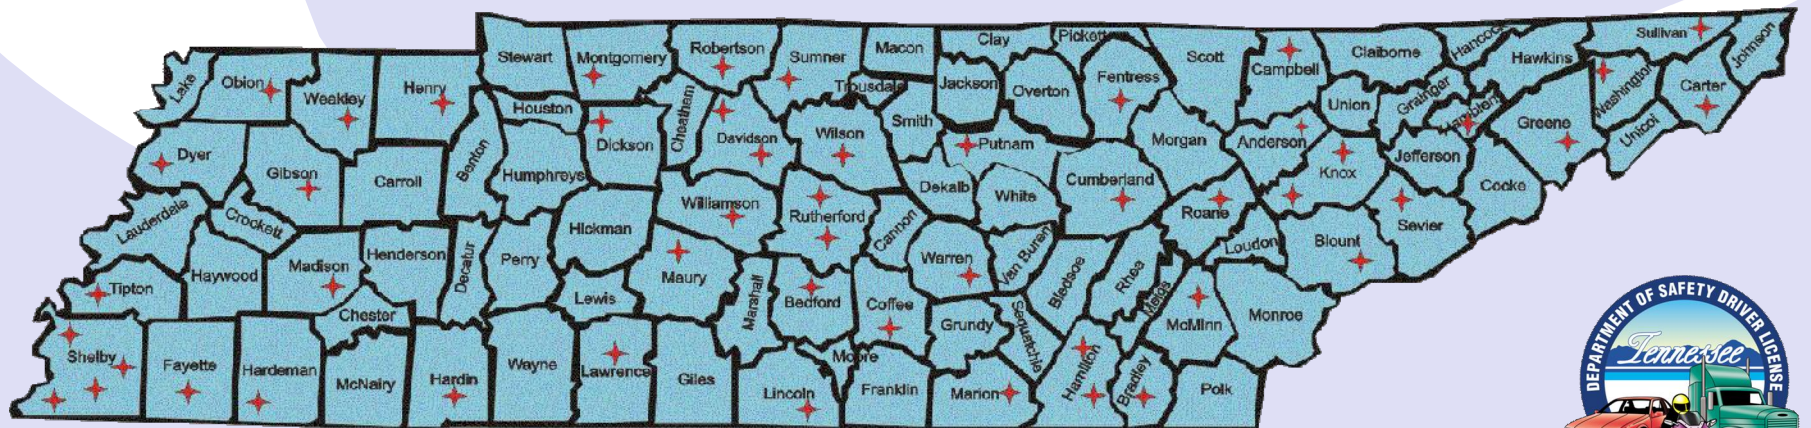 Stewart
Montgomery
Robertson
Sumner
Macon
Clay
Pickett
Scott
Campbell
Claiborne
Hancock
Hawkins
Sullivan
Johnson
Lake
Obion
Weakley
Henry
Houston
Dickson
Cheatham
Davidson
Trousdale
Wilson
Smith
Jackson
Overton
Fentress
Morgan
Anderson
Union
Grainger
Hamblen
Greene
Washington
Unicoi
Carter
Dyer
Gibson
Carroll
Benton
Humphreys
Williamson
Rutherford
Cannon
Dekalb
Putnam
White
Cumberland
Roane
Knox
Jefferson
Sevier
Cocke
Lauderdale
Crockett
Haywood
Madison
Henderson
Decatur
Perry
Hickman
Lewis
Maury
Marshall
Bedford
Coffee
Warren
Van Buren
Bledsoe
Rhea
Meigs
McMinn
Loudon
Monroe
Blount
Tipton
Shelby
Fayette
Hardeman
Chester
McNairy
Hardin
Wayne
Lawrence
Giles
Lincoln
Moore
Franklin
Grundy
Sequatchie
Marion
Hamilton
Bradley
Polk
DEPARTMENT OF SAFETY DRIVER LICENSE
Tennessee